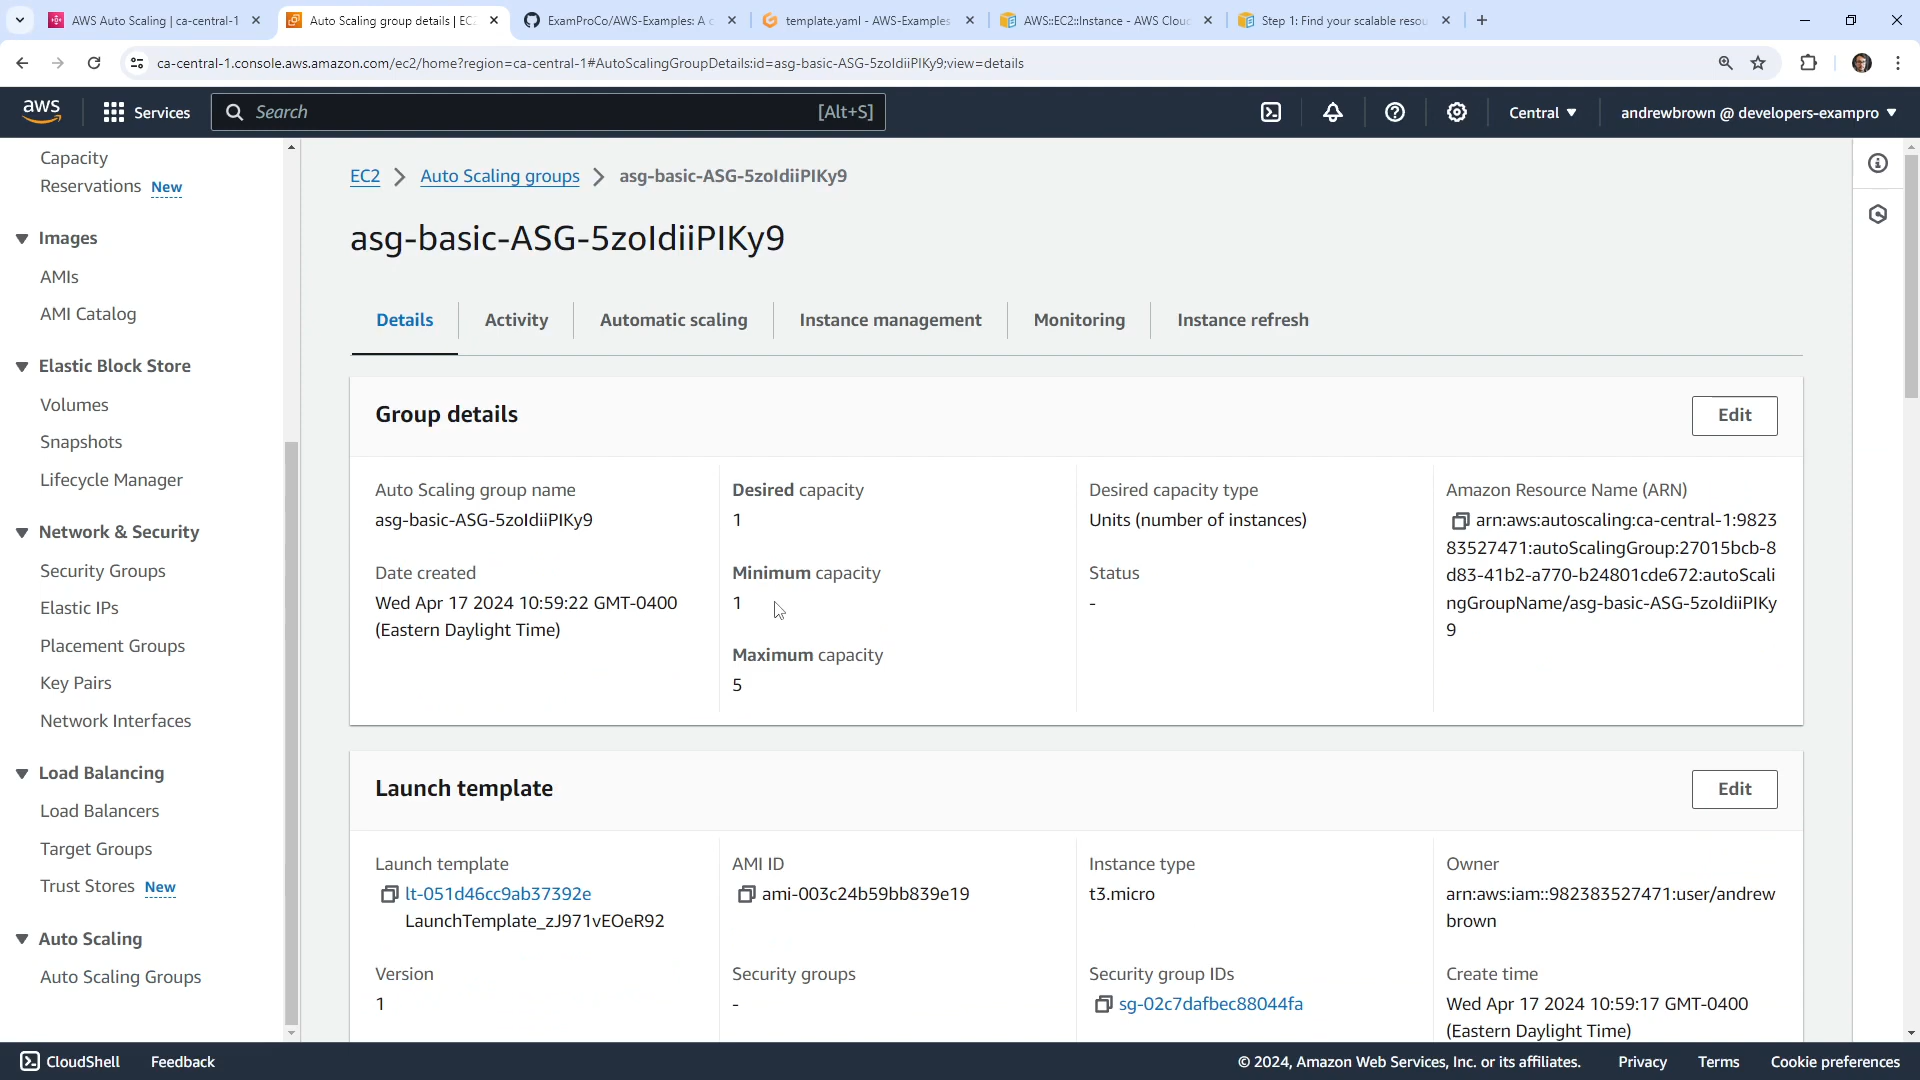 AWS Auto Scaling | ca-central-1
Auto Scaling group details | EC2
ExamProCo/AWS-Examples: A c
template.yaml - AWS-Examples
AWS::EC2::Instance - AWS Cloud
Step 1: Find your scalable resou
ca-central-1.console.aws.amazon.com/ec2/home?region=ca-central-1#AutoScalingGroupDetails:id=asg-basic-ASG-5zoIdiiPIKy9;view=details
aws
Services
Search
[Alt+S]
Central
andrewbrown @ developers-exampro
Capacity
Reservations New
Images
AMIs
AMI Catalog
Elastic Block Store
Volumes
Snapshots
Lifecycle Manager
Network & Security
Security Groups
Elastic IPs
Placement Groups
Key Pairs
Network Interfaces
Load Balancing
Load Balancers
Target Groups
Trust Stores New
Auto Scaling
Auto Scaling Groups
EC2 > Auto Scaling groups > asg-basic-ASG-5zoIdiiPIKy9
asg-basic-ASG-5zoIdiiPIKy9
Details
Activity
Automatic scaling
Instance management
Monitoring
Instance refresh
Group details
Edit
Auto Scaling group name
asg-basic-ASG-5zoIdiiPIKy9
Date created
Wed Apr 17 2024 10:59:22 GMT-0400
(Eastern Daylight Time)
Desired capacity
1
Minimum capacity
1
Maximum capacity
5
Desired capacity type
Units (number of instances)
Status
-
Amazon Resource Name (ARN)
arn:aws:autoscaling:ca-central-1:9823
83527471:autoScalingGroup:27015bcb-8
d83-41b2-a770-b24801cde672:autoScali
ngGroupName/asg-basic-ASG-5zoIdiiPIKy
9
Launch template
Edit
Launch template
lt-051d46cc9ab37392e
LaunchTemplate_zJ971vEOeR92
Version
1
AMI ID
ami-003c24b59bb839e19
Security groups
-
Instance type
t3.micro
Security group IDs
sg-02c7dafbec88044fa
Owner
arn:aws:iam::982383527471:user/andrew
brown
Create time
Wed Apr 17 2024 10:59:17 GMT-0400
(Eastern Daylight Time)
CloudShell
Feedback
© 2024, Amazon Web Services, Inc. or its affiliates.
Privacy
Terms
Cookie preferences